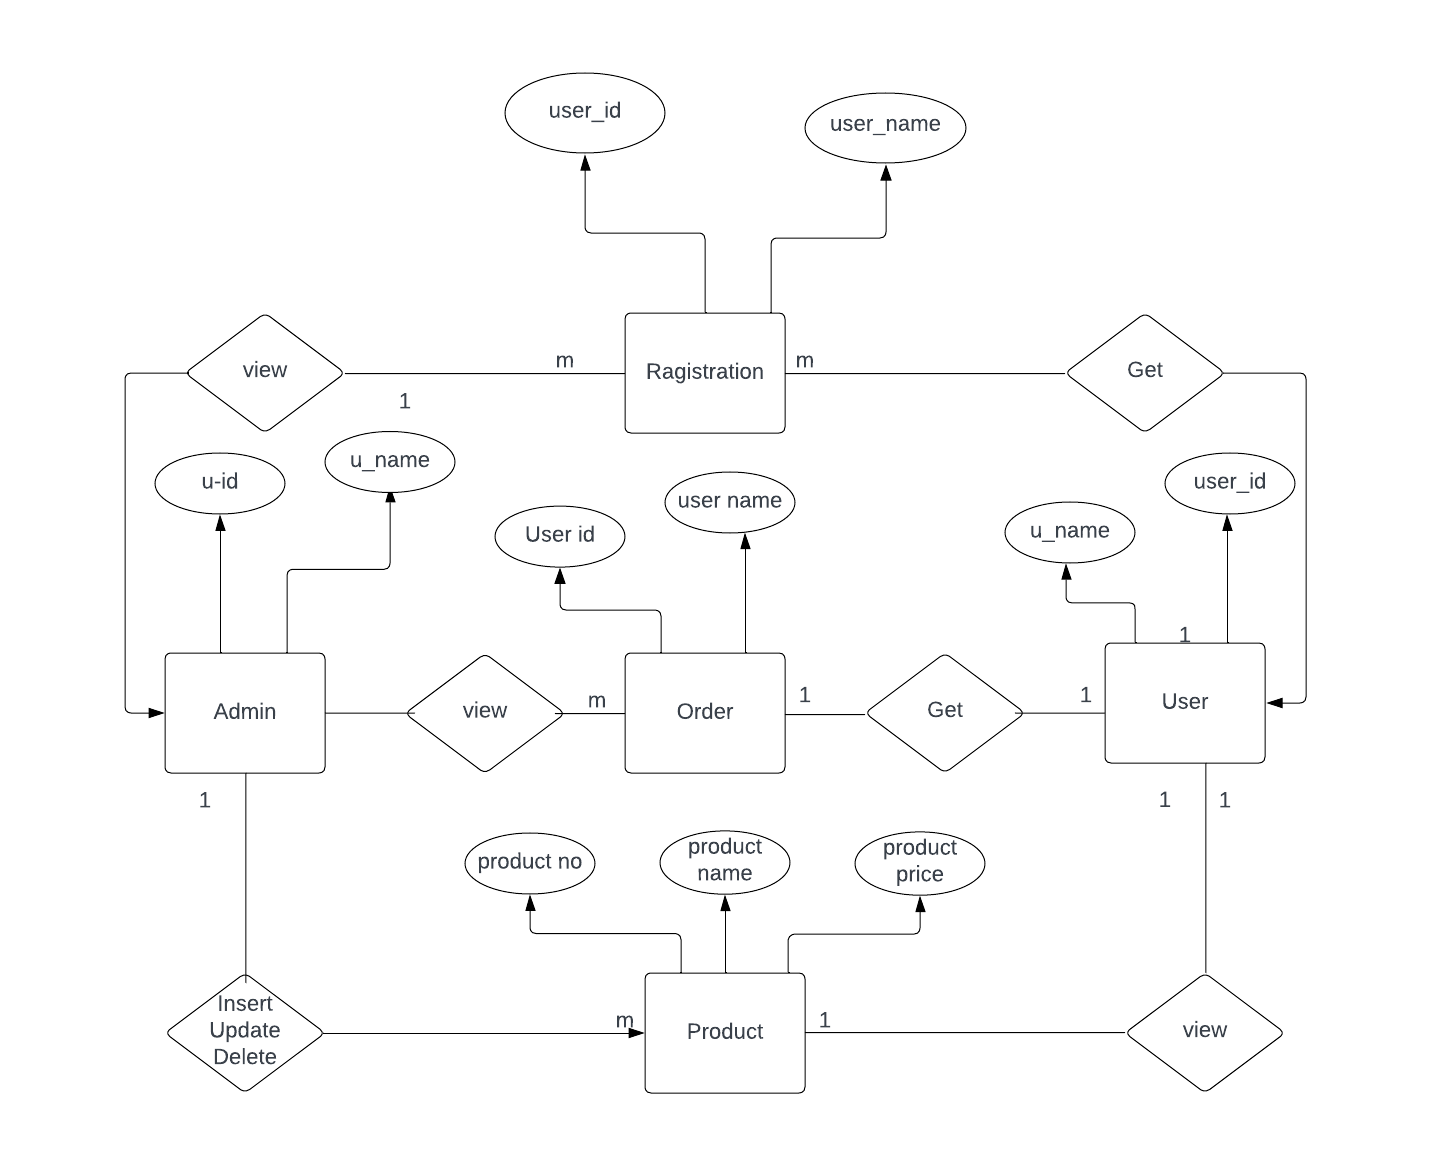 user_id
user_name
view
m
Ragistration
m
Get
1
u-id
u_name
User id
user name
u_name
user_id
1
Admin
view
m
Order
1
Get
1
User
1
1
1
product no
product
name
product
price
Insert
Update
Delete
m
Product
1
view